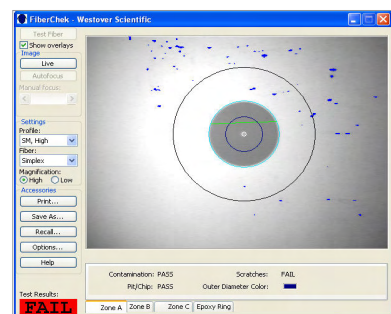 FiberChek - Westover Scientific
Test Fiber
Show overlays
Image
Live
Autofocus
Manual focus:
Settings
Profile:
SM, High
Fiber:
Simplex
Magnification:
High Low
Accessories
Print...
Save As...
Recall...
Options...
Help
Test Results:
FAIL
Contamination: PASS Scratches: FAIL
Pit/Chip: PASS Outer Diameter Color:
Zone A Zone B Zone C Epoxy Ring